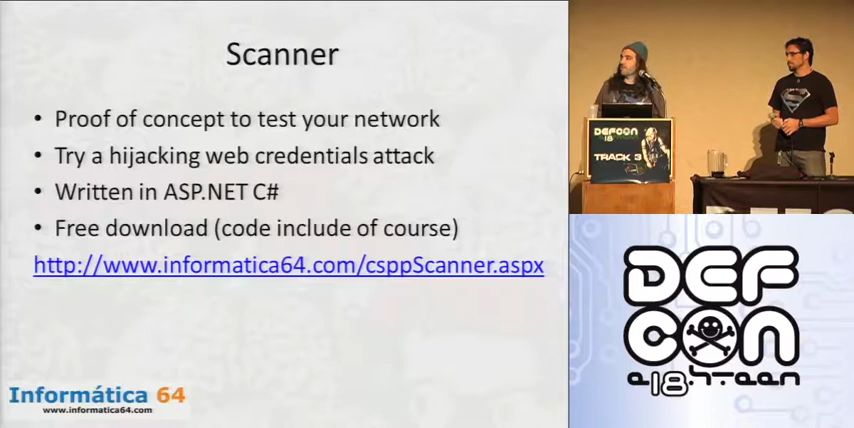 Scanner
• Proof of concept to test your network
• Try a hijacking web credentials attack
• Written in ASP.NET C#
• Free download (code include of course)
http://www.informatica64.com/csppScanner.aspx
Informática 64
www.informatica64.com
DEFCON
18
TRACK 3
DEF
CON
e18hteen